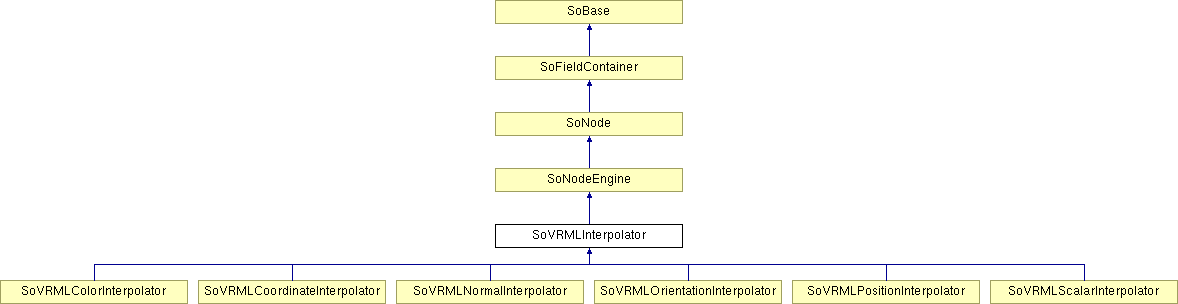 SoBase
SoFieldContainer
SoNode
SoNodeEngine
SoVRMLInterpolator
SoVRMLColorInterpolator
SoVRMLCoordinateInterpolator
SoVRMLNormalInterpolator
SoVRMLOrientationInterpolator
SoVRMLPositionInterpolator
SoVRMLScalarInterpolator